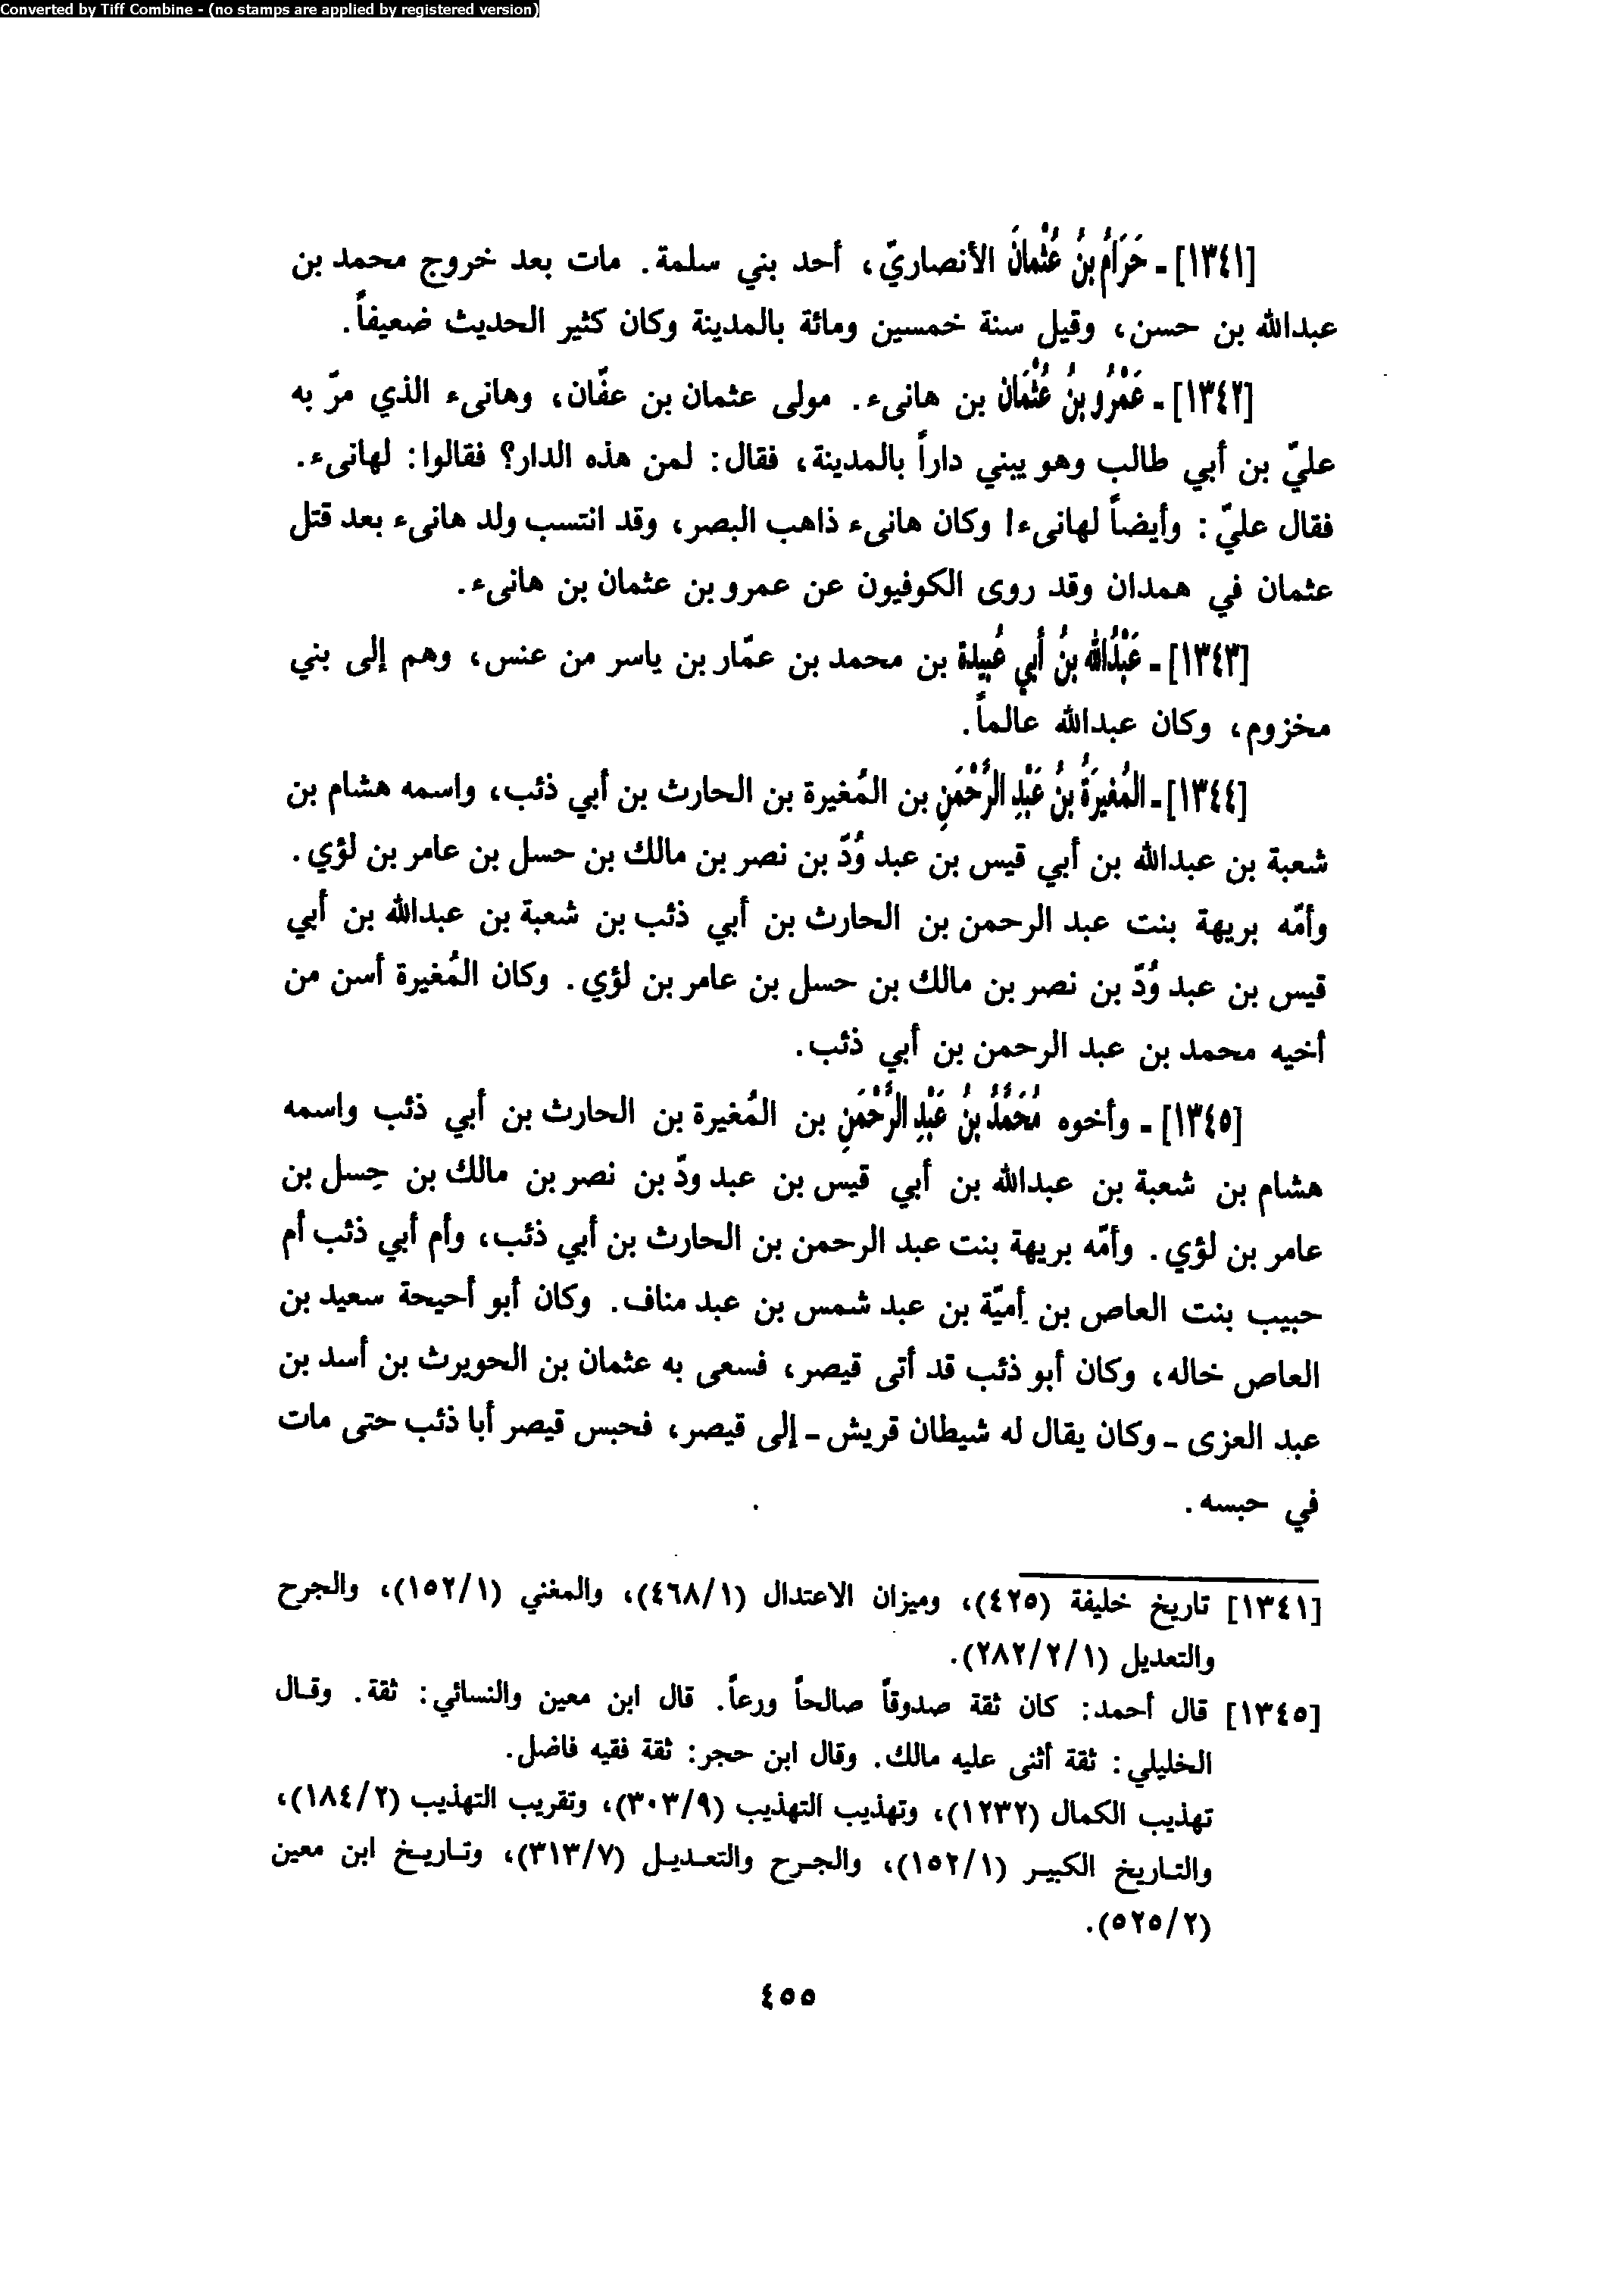 Converted by Tiff Combine - (no stamps are applied by registered version)
[١٣٤١] ـ حَرَامُ بنُ عُثْمانَ الأنصاريّ، أحد بني سلمة. مات بعد خروج محمد بن
عبدالله بن حسن، وقيل سنة خمسين ومائة بالمدينة وكان كثير الحديث ضعيفاً.
[١٣٤٢] ـ عَمْرُو بنُ عُثْمَان بن هانىء. مولى عثمان بن عفّان، وهانىء الذي مرّ به
عليّ بن أبي طالب وهو يبني داراً بالمدينة، فقال: لمن هذه الدار؟ فقالوا: لهانىء.
فقال عليّ: وأيضاً لهانىء! وكان هانىء ذاهب البصر، وقد انتسب ولد هانىء بعد قتل
عثمان في همدان وقد روى الكوفيون عن عمرو بن عثمان بن هانىء.
[١٣٤٣] ـ عَبْدُالله بنُ أَبي عُبيدة بن محمد بن عمّار بن ياسر من عنس، وهم إلى بني
مخزوم، وكان عبدالله عالماً.
[١٣٤٤] ـ المُغيرَةُ بنُ عَبْدِ الرَّحْمَنِ بن المُغيرة بن الحارث بن أبي ذئب، واسمه هشام بن
شعبة بن عبدالله بن أبي قيس بن عبد وُدّ بن نصر بن مالك بن حسل بن عامر بن لؤي.
وأمّه بريهة بنت عبد الرحمن بن الحارث بن أبي ذئب بن شعبة بن عبدالله بن أبي
قيس بن عبد وُدّ بن نصر بن مالك بن حسل بن عامر بن لؤي. وكان المُغيرة أسن من
أخيه محمد بن عبد الرحمن بن أبي ذئب.
[١٣٤٥] ـ وأخوه مُحَمَّدُ بنُ عَبْدِ الرَّحْمَنِ بن المُغيرة بن الحارث بن أبي ذئب واسمه
هشام بن شعبة بن عبدالله بن أبي قيس بن عبد ودّ بن نصر بن مالك بن حِسل بن
عامر بن لؤي. وأمّه بريهة بنت عبد الرحمن بن الحارث بن أبي ذئب، وأم أبي ذئب أم
حبيب بنت العاص بن أميّة بن عبد شمس بن عبد مناف. وكان أبو أحيحة سعيد بن
العاص خاله، وكان أبو ذئب قد أتى قيصر، فسعى به عثمان بن الحويرث بن أسد بن
عبد العزى ـ وكان يقال له شيطان قريش ـ إلى قيصر، فحبس قيصر أبا ذئب حتى مات
في حبسه.
[١٣٤١] تاريخ خليفة (٤٢٥)، وميزان الاعتدال (٤٦٨/١)، والمغني (١٥٢/١)، والجرح
والتعديل (٢٨٢/٢/١).
[١٣٤٥] قال أحمد: كان ثقة صدوقاً صالحاً ورعاً. قال ابن معين والنسائي: ثقة. وقال
الخليلي: ثقة أثنى عليه مالك. وقال ابن حجر: ثقة فقيه فاضل.
تهذيب الكمال (١٢٣٢)، وتهذيب التهذيب (٣٠٣/٩)، وتقريب التهذيب (١٨٤/٢)،
والتاريخ الكبير (١٥٢/١)، والجرح والتعديل (٣١٣/٧)، وتاريخ ابن معين
(٥٢٥/٢).
٤٥٥